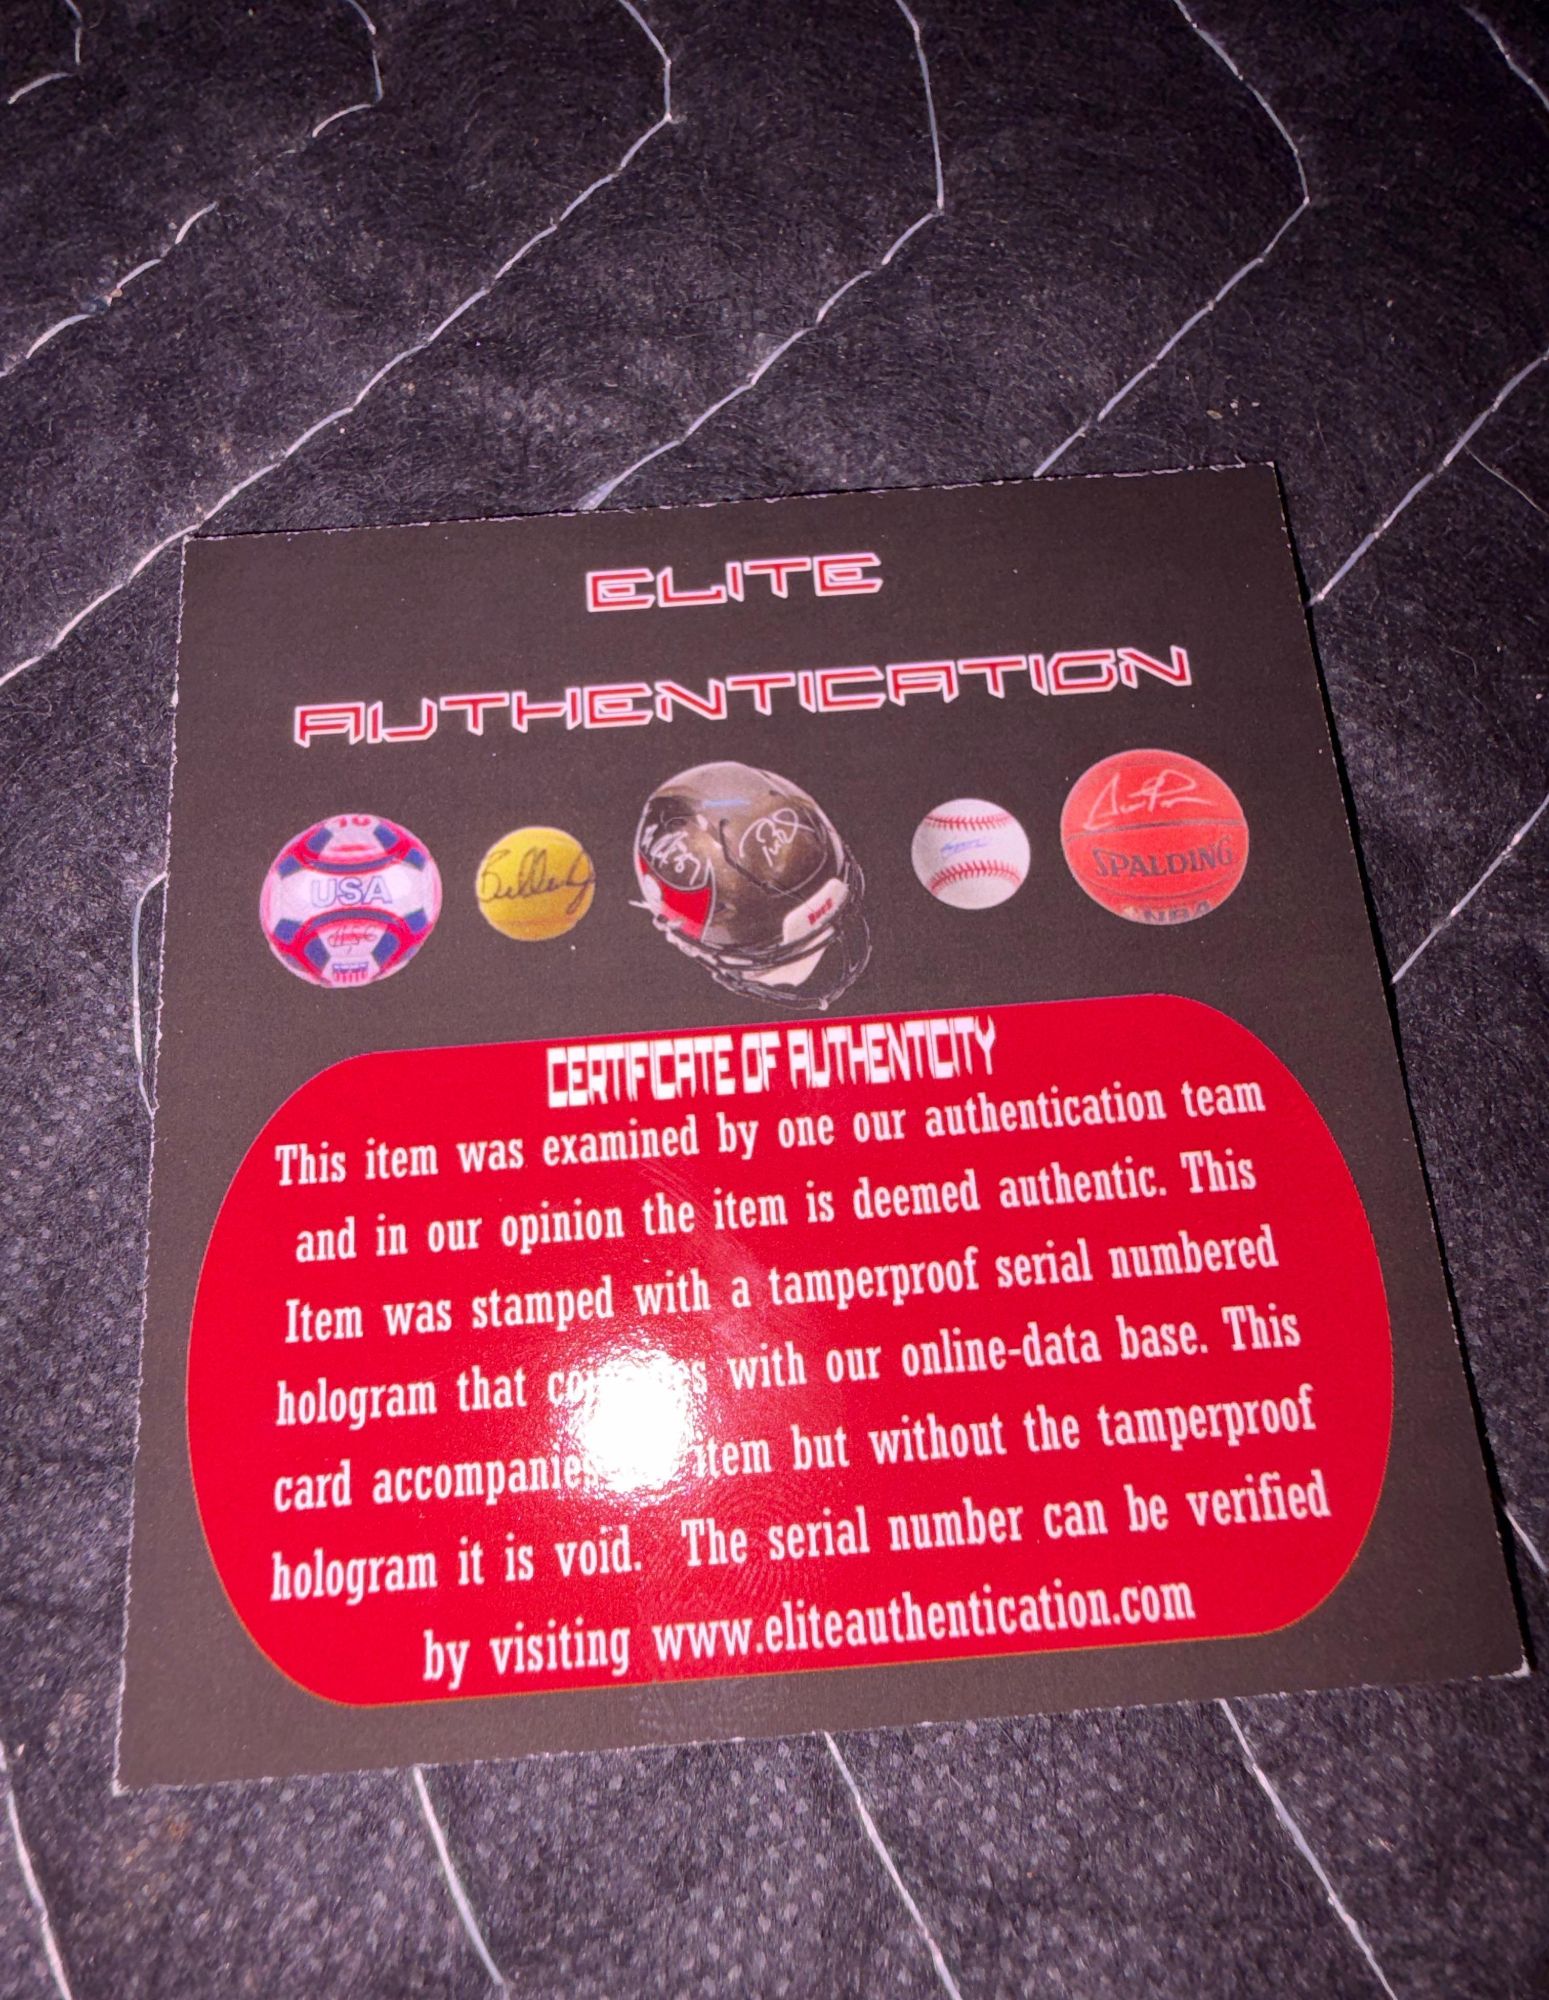 ELITE
AUTHENTICATION
USA
SPALDING
NBA
CERTIFICATE OF AUTHENTICITY
This item was examined by one our authentication team
and in our opinion the item is deemed authentic. This
Item was stamped with a tamperproof serial numbered
hologram that with our online-data base. This
card item but without the tamperproof
hologram it is void. The serial number can be verified
by visiting www.eliteauthentication.com